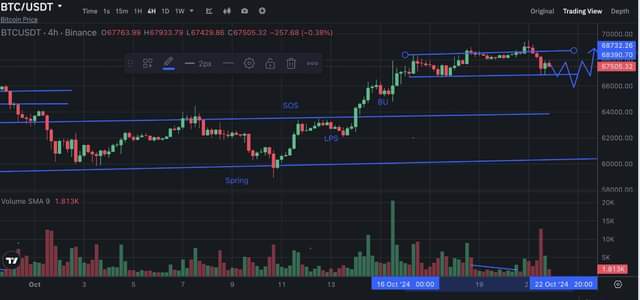 BTC/USDT
Bitcoin Price
Time 1s 15m 1H 4H 1D 1W
Original Trading View Depth
BTCUSDT · 4h · Binance O67763.99 H67933.79 L67429.86 C67505.32 −257.68 (−0.38%)
2px
70000.00
68732.26
68390.70
67505.32
66000.00
64000.00
62000.00
60000.00
58000.00
BU
SOS
LPS
Spring
Volume SMA 9 1.813K
20K
15K
10K
5K
1.813K
Oct 3 5 7 9 11 13 16 Oct '24 00:00 19 22 Oct '24 20:00